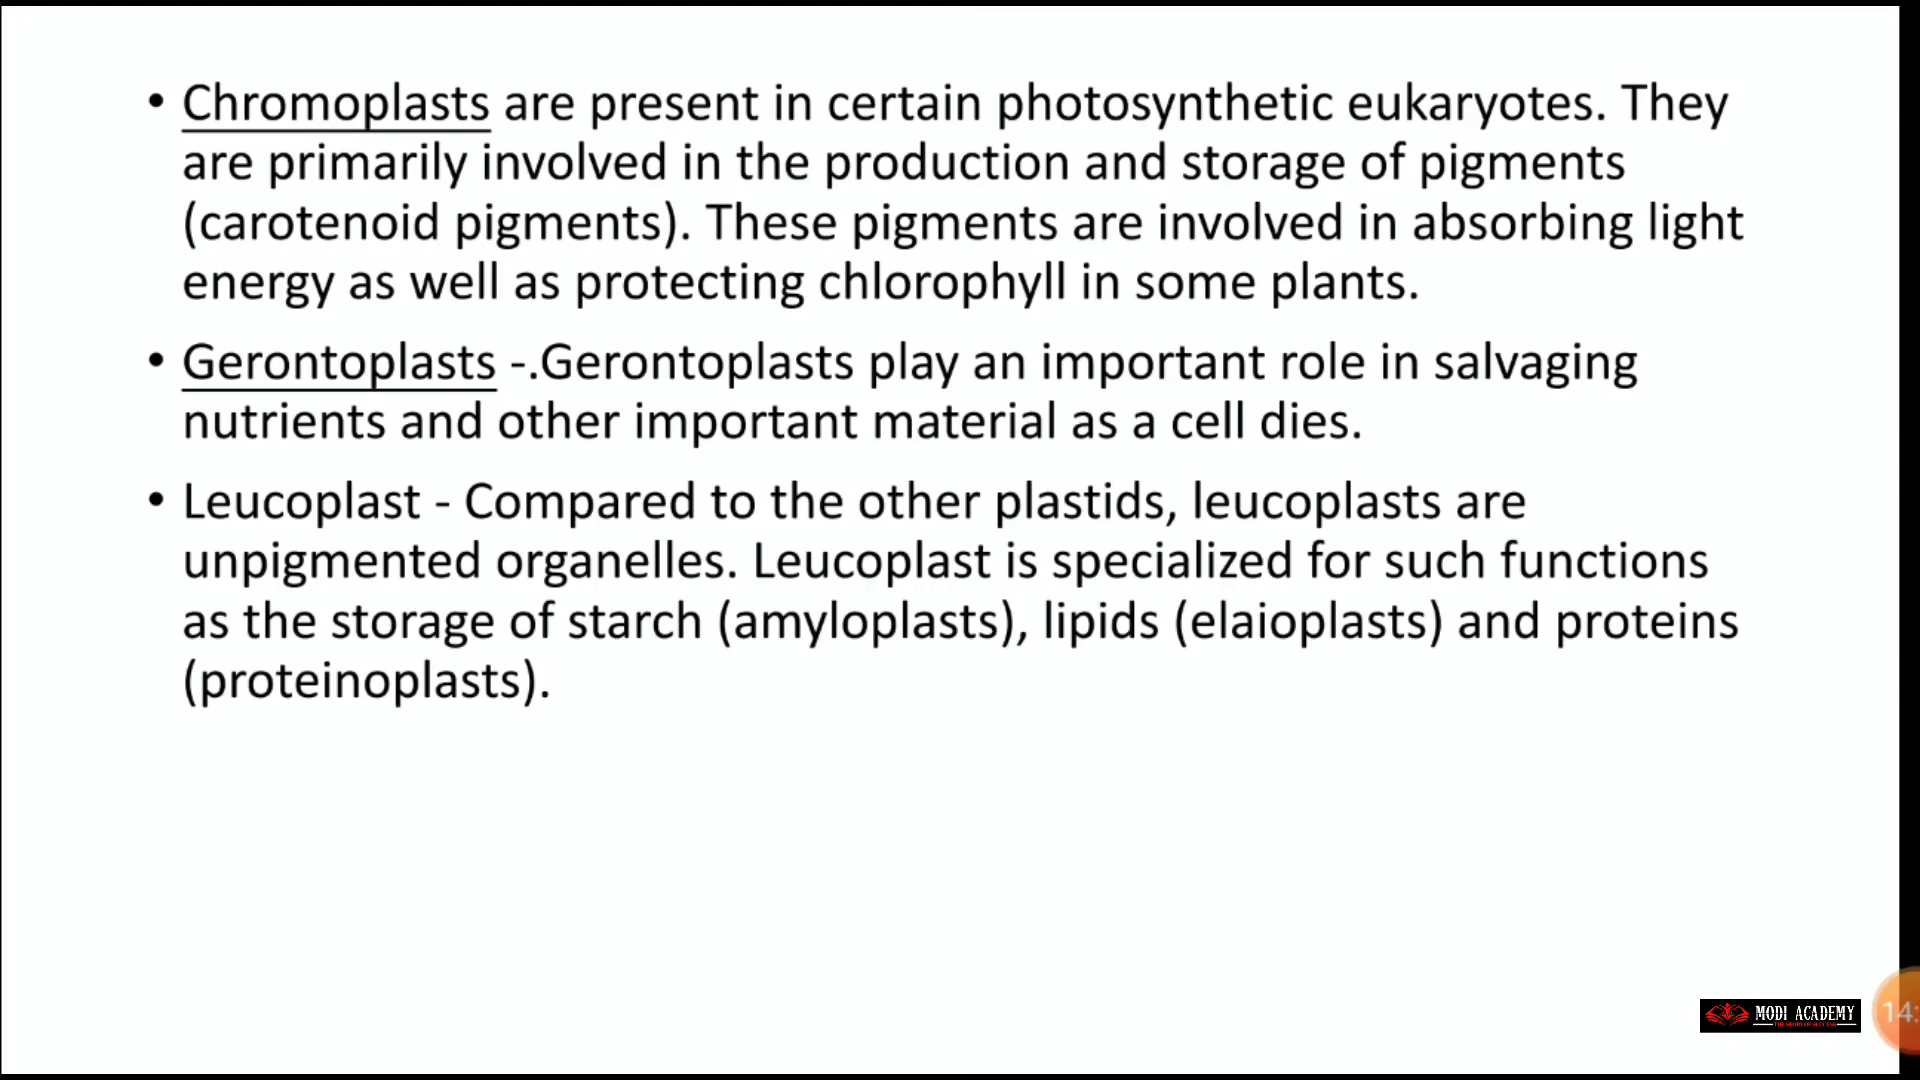 • Chromoplasts are present in certain photosynthetic eukaryotes. They
are primarily involved in the production and storage of pigments
(carotenoid pigments). These pigments are involved in absorbing light
energy as well as protecting chlorophyll in some plants.
• Gerontoplasts -.Gerontoplasts play an important role in salvaging
nutrients and other important material as a cell dies.
• Leucoplast - Compared to the other plastids, leucoplasts are
unpigmented organelles. Leucoplast is specialized for such functions
as the storage of starch (amyloplasts), lipids (elaioplasts) and proteins
(proteinoplasts).
MODI ACADEMY
14: